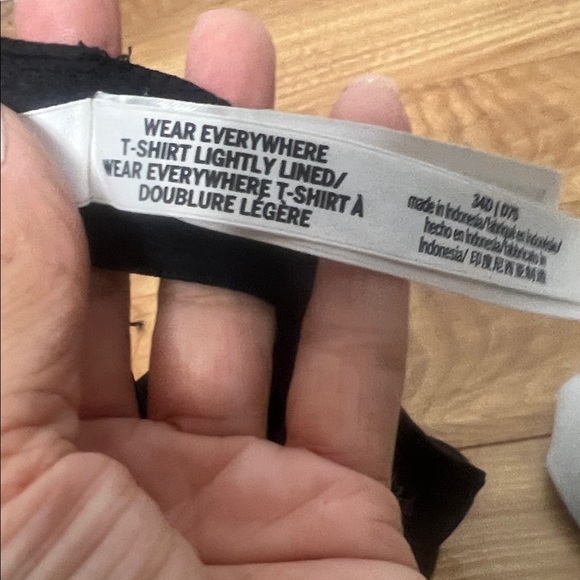 WEAR EVERYWHERE
T-SHIRT LIGHTLY LINED/
WEAR EVERYWHERE T-SHIRT À
DOUBLURE LÉGÈRE
34D | 075
made in Indonesia/fabriqué en Indonésie/
hecho en Indonesia/fabbricato in
Indonesia/ 印度尼西亚制造